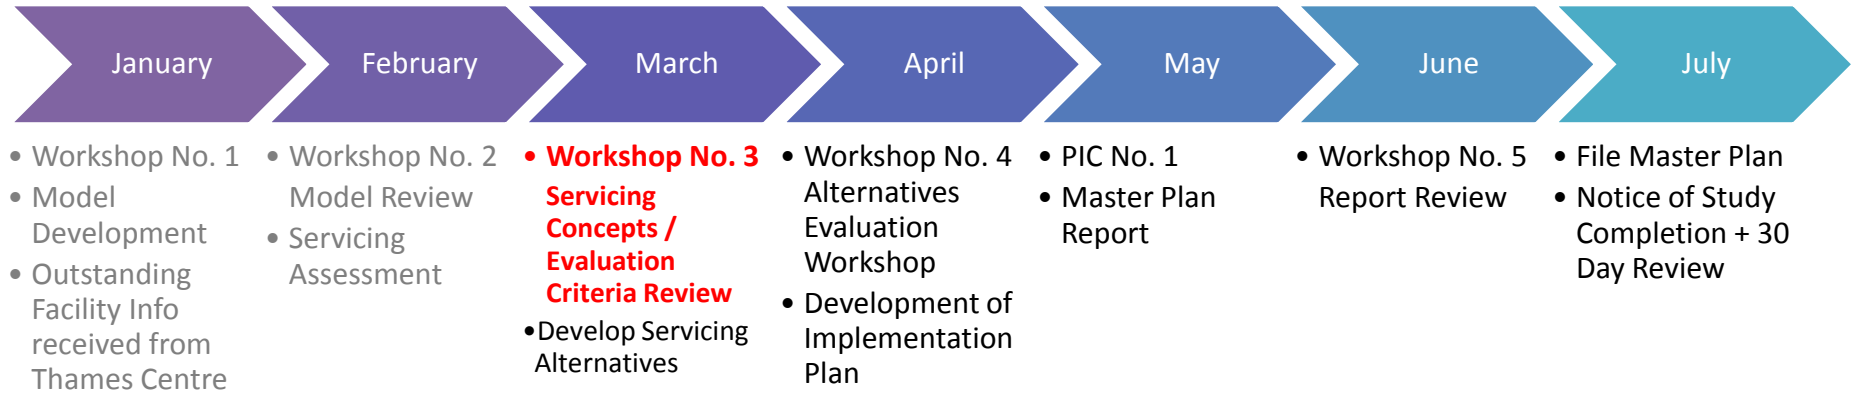 January
February
March
April
May
June
July
• Workshop No. 1
• Model
Development
• Outstanding
Facility Info
received from
Thames Centre
• Workshop No. 2
Model Review
• Servicing
Assessment
• Workshop No. 3
Servicing
Concepts /
Evaluation
Criteria Review
•Develop Servicing
Alternatives
• Workshop No. 4
Alternatives
Evaluation
Workshop
• Development of
Implementation
Plan
• PIC No. 1
• Master Plan
Report
• Workshop No. 5
Report Review
• File Master Plan
• Notice of Study
Completion + 30
Day Review